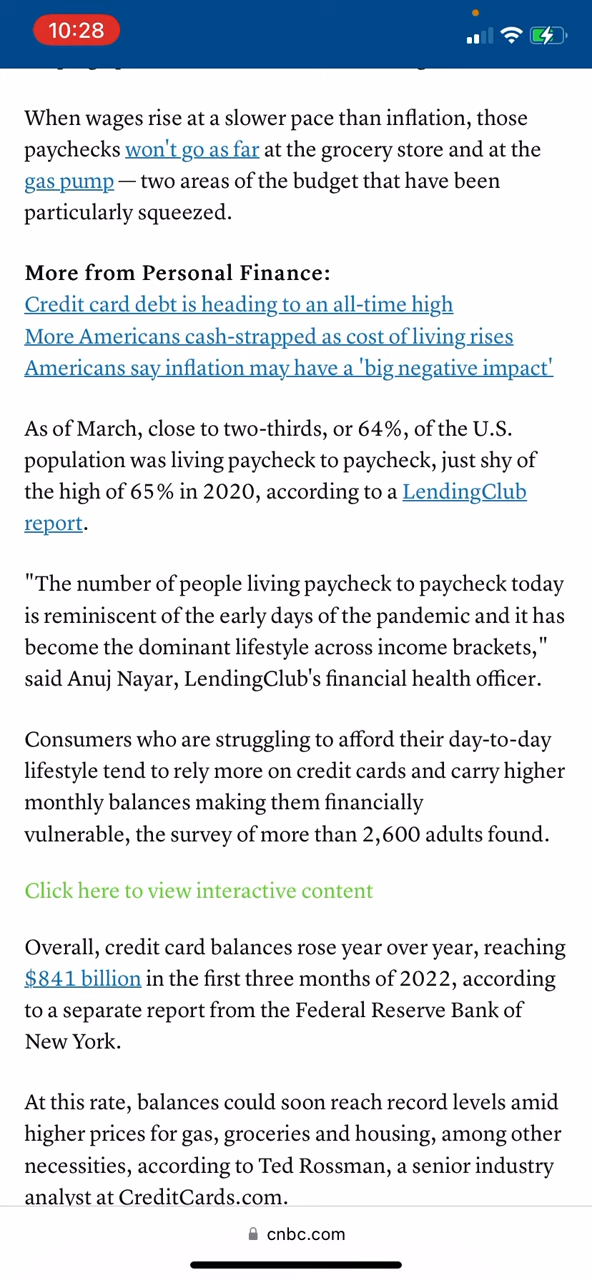 10:28
When wages rise at a slower pace than inflation, those
paychecks won't go as far at the grocery store and at the
gas pump — two areas of the budget that have been
particularly squeezed.
More from Personal Finance:
Credit card debt is heading to an all-time high
More Americans cash-strapped as cost of living rises
Americans say inflation may have a 'big negative impact'
As of March, close to two-thirds, or 64%, of the U.S.
population was living paycheck to paycheck, just shy of
the high of 65% in 2020, according to a LendingClub
report.
"The number of people living paycheck to paycheck today
is reminiscent of the early days of the pandemic and it has
become the dominant lifestyle across income brackets,"
said Anuj Nayar, LendingClub's financial health officer.
Consumers who are struggling to afford their day-to-day
lifestyle tend to rely more on credit cards and carry higher
monthly balances making them financially
vulnerable, the survey of more than 2,600 adults found.
Click here to view interactive content
Overall, credit card balances rose year over year, reaching
$841 billion in the first three months of 2022, according
to a separate report from the Federal Reserve Bank of
New York.
At this rate, balances could soon reach record levels amid
higher prices for gas, groceries and housing, among other
necessities, according to Ted Rossman, a senior industry
analyst at CreditCards.com.
cnbc.com